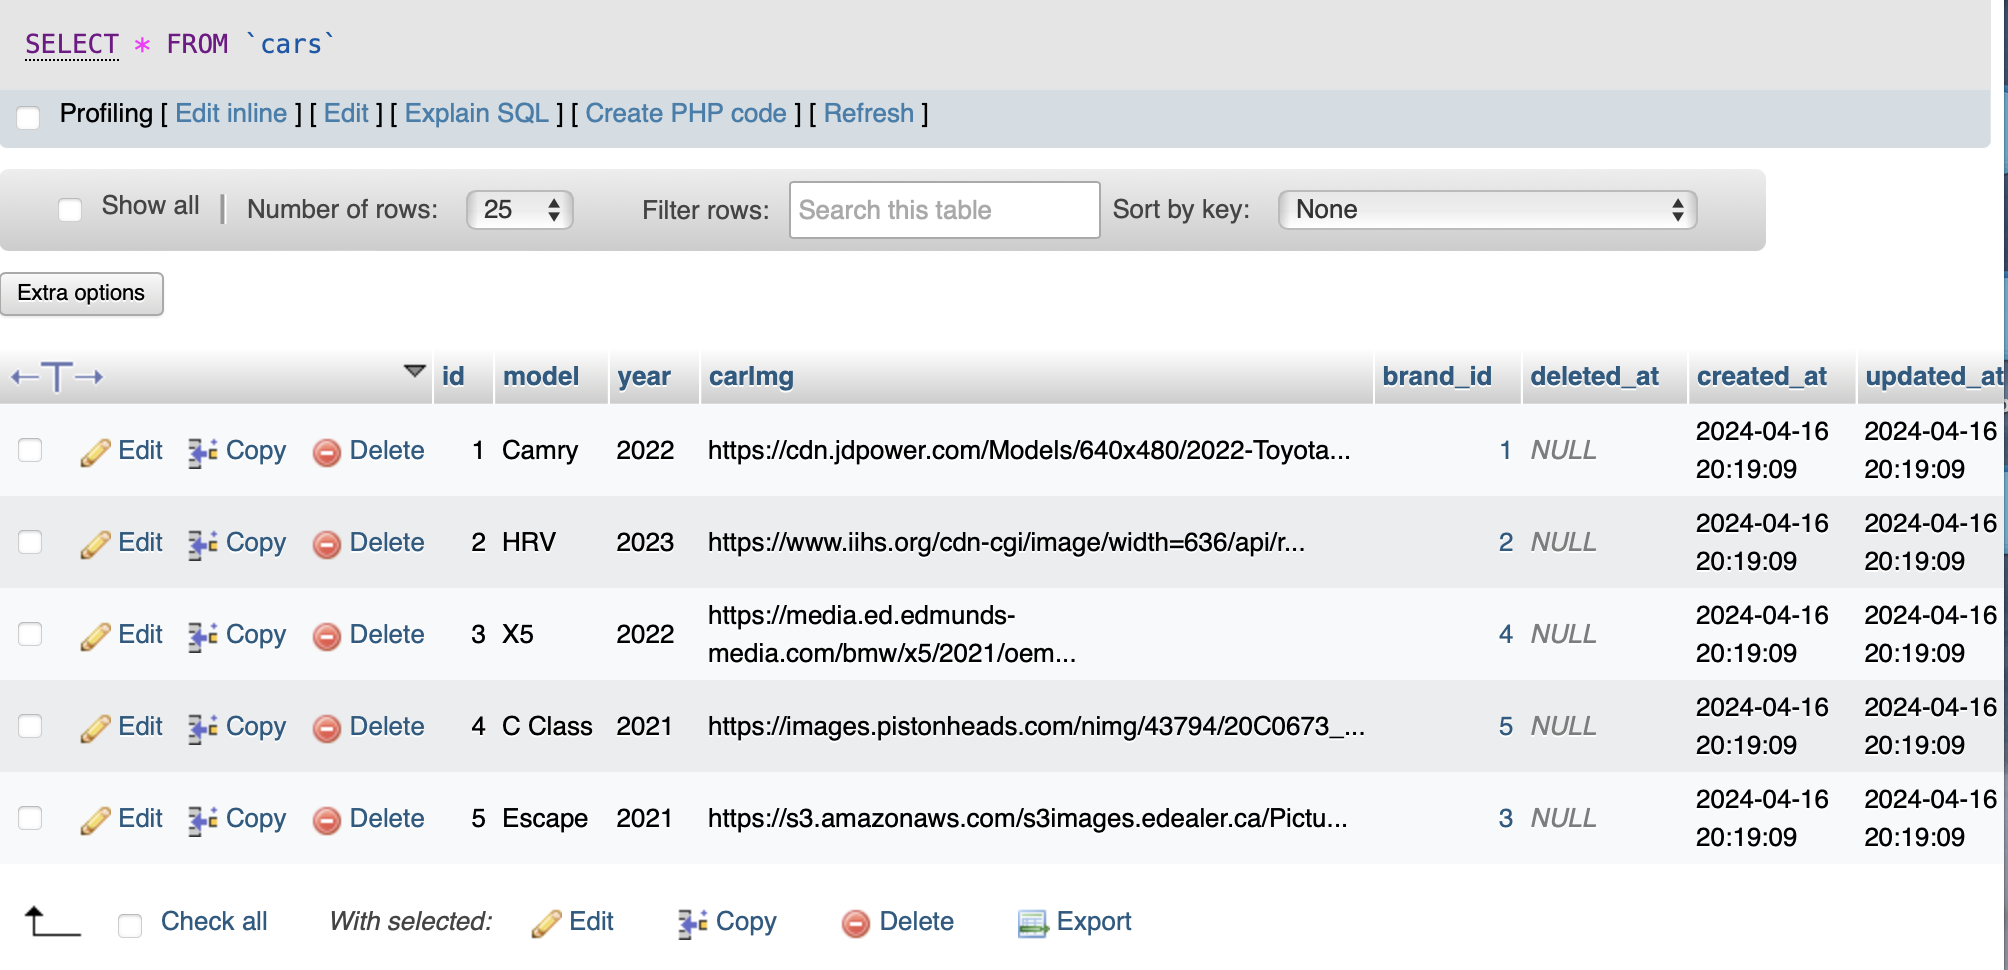 SELECT * FROM `cars`
Profiling [ Edit inline ] [ Edit ] [ Explain SQL ] [ Create PHP code ] [ Refresh ]
Show all | Number of rows: 25 Filter rows: Search this table Sort by key: None
Extra options
←T→ id model year carImg brand_id deleted_at created_at updated_at
Edit Copy Delete 1 Camry 2022 https://cdn.jdpower.com/Models/640x480/2022-Toyota... 1 NULL 2024-04-16 20:19:09 2024-04-16 20:19:09
Edit Copy Delete 2 HRV 2023 https://www.iihs.org/cdn-cgi/image/width=636/api/r... 2 NULL 2024-04-16 20:19:09 2024-04-16 20:19:09
Edit Copy Delete 3 X5 2022 https://media.ed.edmunds-media.com/bmw/x5/2021/oem... 4 NULL 2024-04-16 20:19:09 2024-04-16 20:19:09
Edit Copy Delete 4 C Class 2021 https://images.pistonheads.com/nimg/43794/20C0673_... 5 NULL 2024-04-16 20:19:09 2024-04-16 20:19:09
Edit Copy Delete 5 Escape 2021 https://s3.amazonaws.com/s3images.edealer.ca/Pictu... 3 NULL 2024-04-16 20:19:09 2024-04-16 20:19:09
Check all With selected: Edit Copy Delete Export